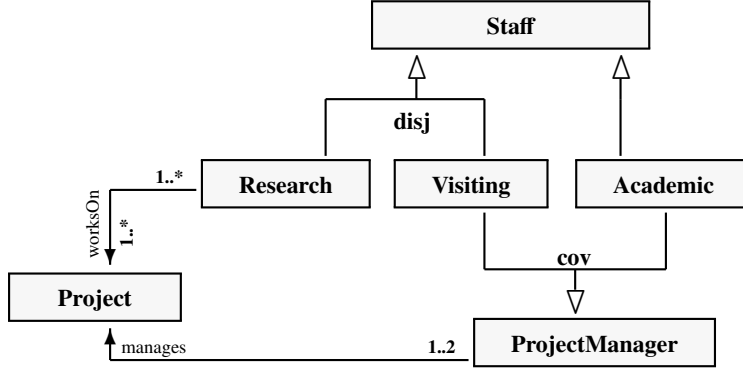 Staff
disj
Research
Visiting
Academic
1..*
worksOn
1..*
cov
Project
ProjectManager
manages
1..2